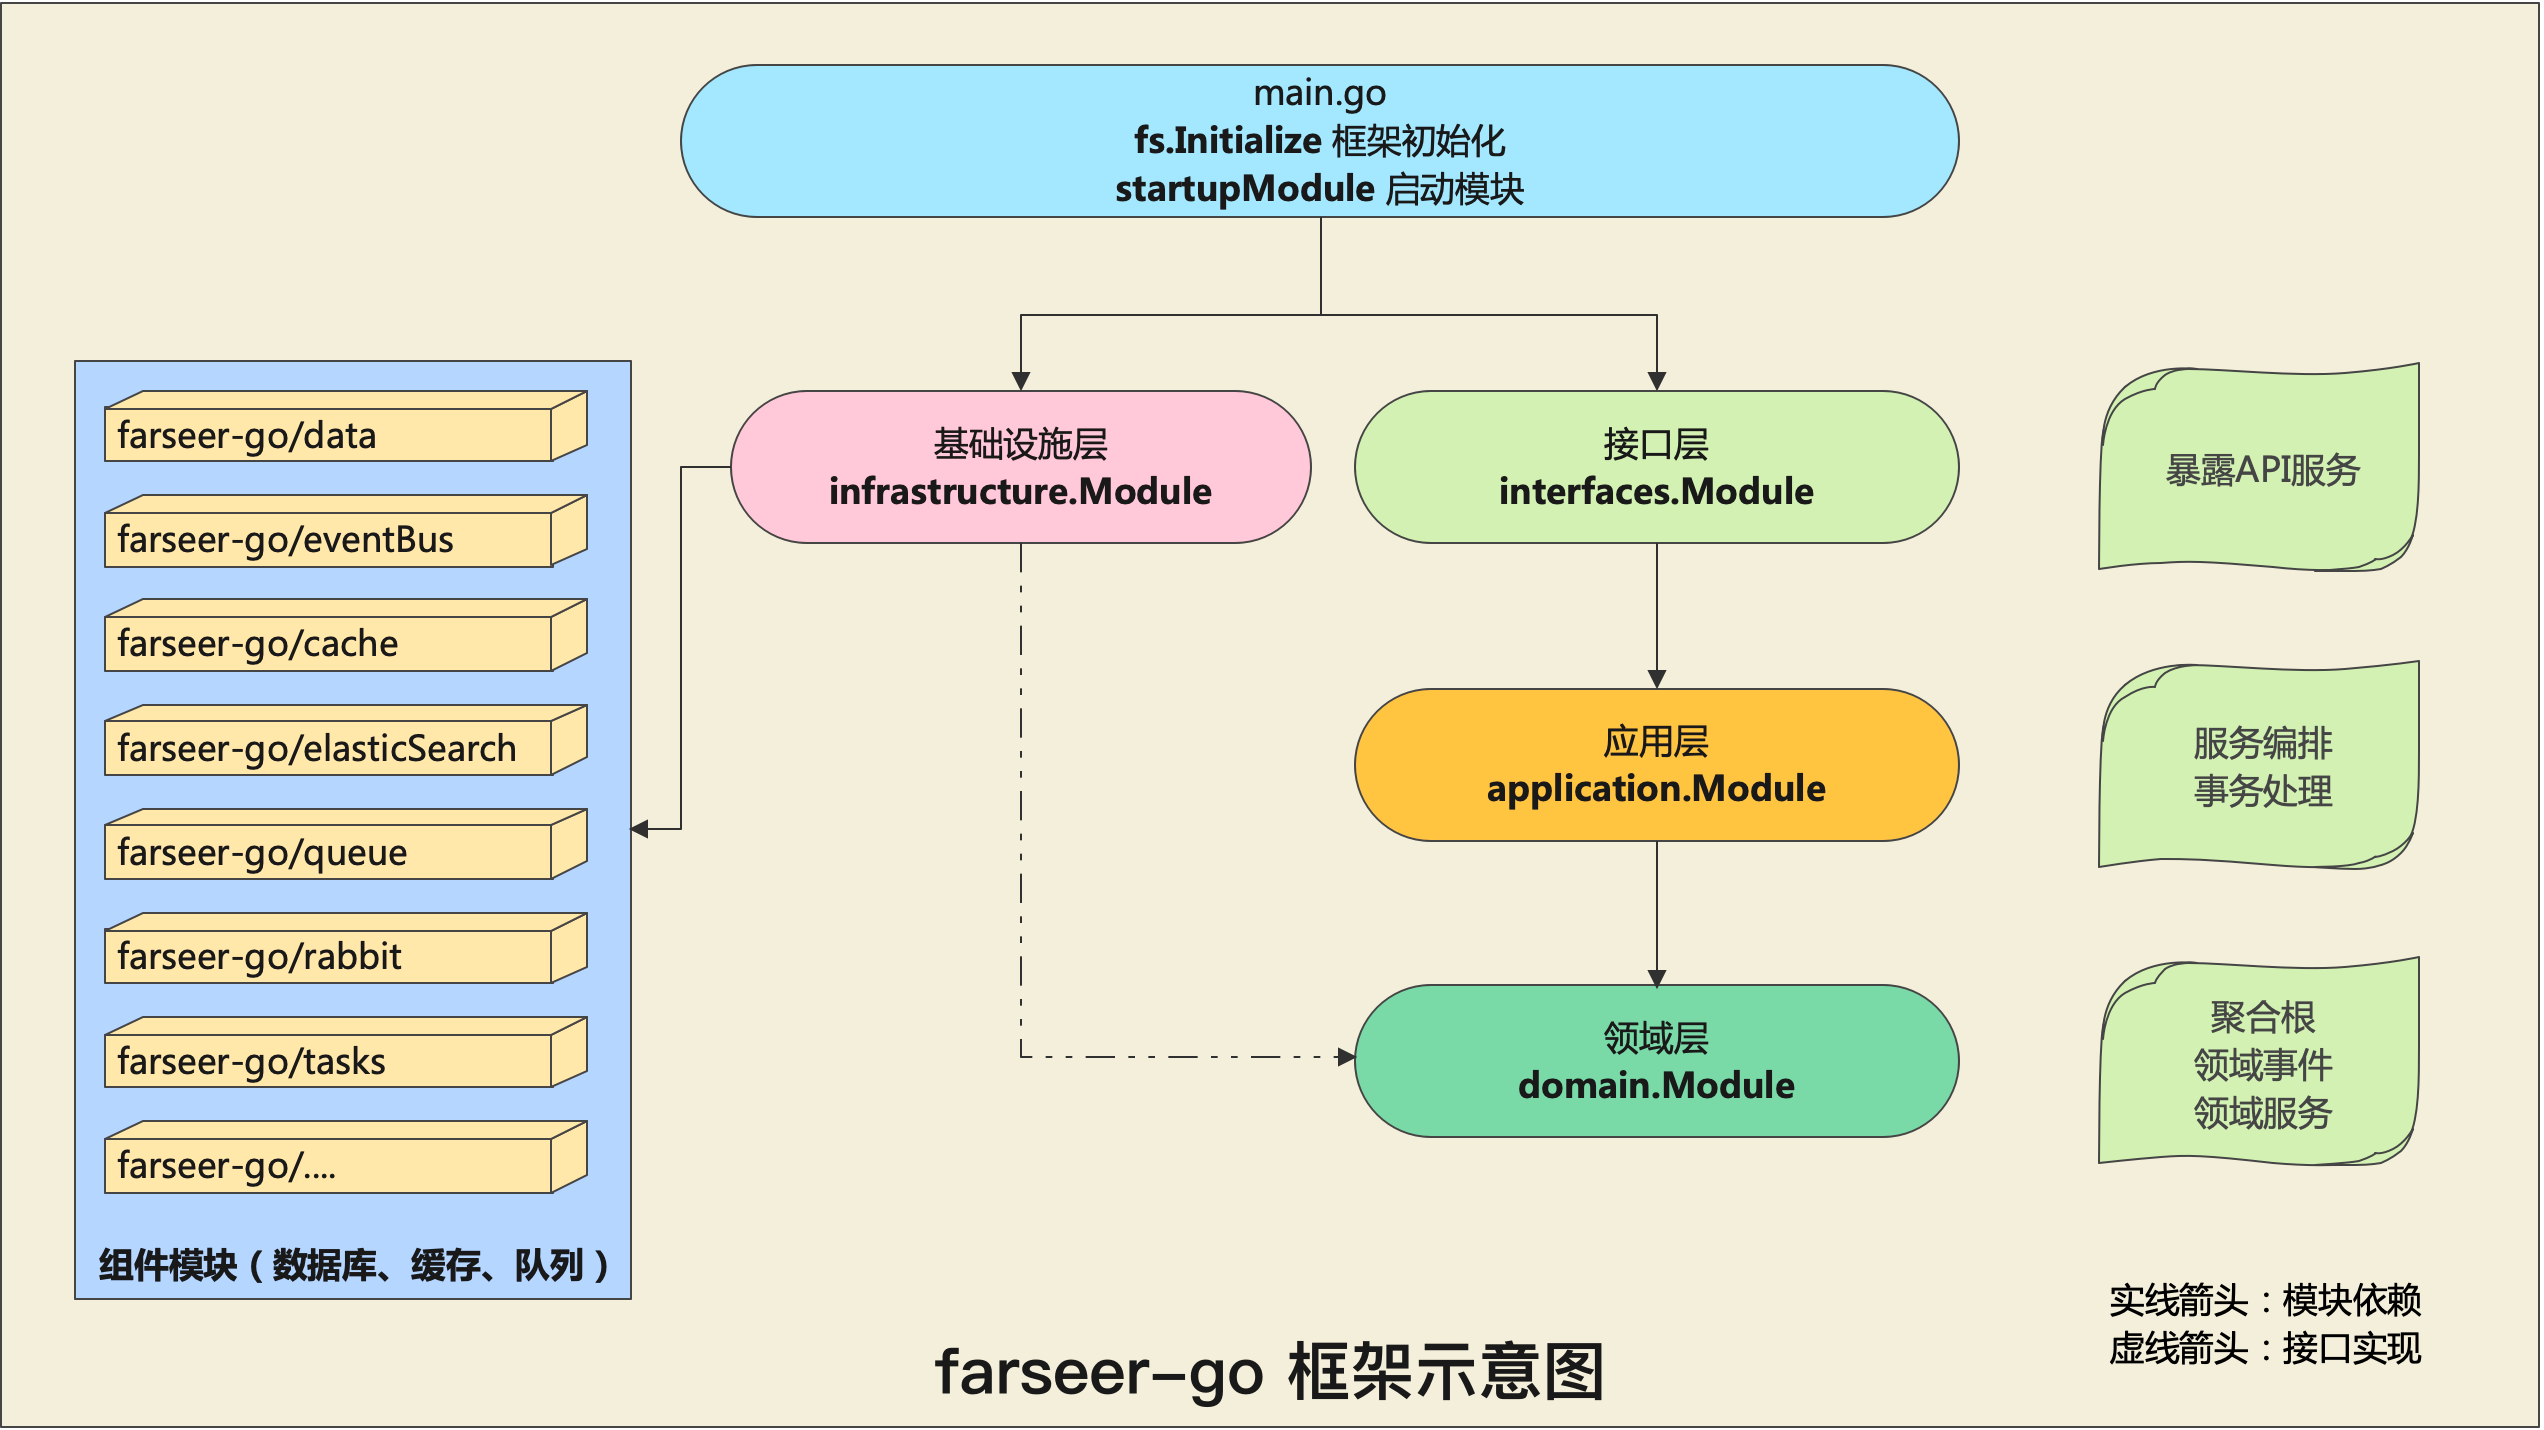 main.go
fs.Initialize 框架初始化
startupModule 启动模块
farseer-go/data
farseer-go/eventBus
farseer-go/cache
farseer-go/elasticSearch
farseer-go/queue
farseer-go/rabbit
farseer-go/tasks
farseer-go/....
组件模块（数据库、缓存、队列）
基础设施层
infrastructure.Module
接口层
interfaces.Module
应用层
application.Module
领域层
domain.Module
暴露API服务
服务编排
事务处理
聚合根
领域事件
领域服务
实线箭头：模块依赖
虚线箭头：接口实现
farseer-go 框架示意图